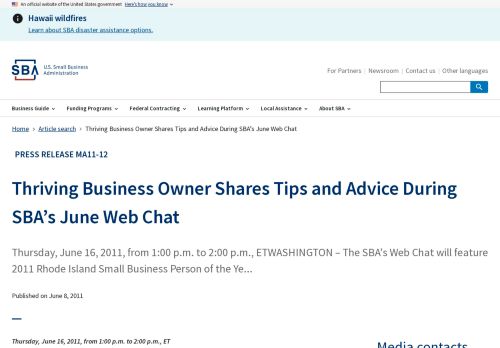 An official website of the United States government Here's how you know
Hawaii wildfires
Learn about SBA disaster assistance options.
SBA U.S. Small Business Administration
For Partners | Newsroom | Contact us | Other languages
Business Guide Funding Programs Federal Contracting Learning Platform Local Assistance About SBA
Home Article search Thriving Business Owner Shares Tips and Advice During SBA's June Web Chat
PRESS RELEASE MA11-12
Thriving Business Owner Shares Tips and Advice During
SBA's June Web Chat
Thursday, June 16, 2011, from 1:00 p.m. to 2:00 p.m., ETWASHINGTON – The SBA's Web Chat will feature
2011 Rhode Island Small Business Person of the Ye...
Published on June 8, 2011
Thursday, June 16, 2011, from 1:00 p.m. to 2:00 p.m., ET
Media contacts